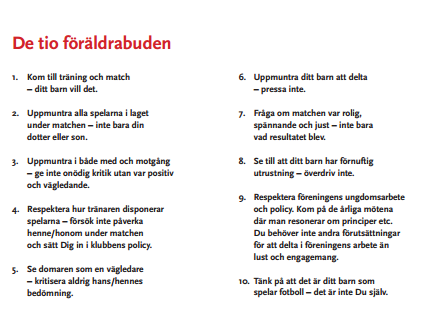 De tio föräldrabuden
1. Kom till träning och match
– ditt barn vill det.
2. Uppmuntra alla spelarna i laget
under matchen – inte bara din
dotter eller son.
3. Uppmuntra i både med och motgång
– ge inte onödig kritik utan var positiv
och vägledande.
4. Respektera hur tränaren disponerar
spelarna – försök inte påverka
henne/honom under matchen
och sätt Dig in i klubbens policy.
5. Se domaren som en vägledare
– kritisera aldrig hans/hennes
bedömning.
6. Uppmuntra ditt barn att delta
– pressa inte.
7. Fråga om matchen var rolig,
spännande och just – inte bara
vad resultatet blev.
8. Se till att ditt barn har förnuftig
utrustning – överdriv inte.
9. Respektera föreningens ungdomsarbete
och policy. Kom på de årliga mötena
där man resonerar om principer etc.
Du behöver inte andra förutsättningar
för att delta i föreningens arbete än
lust och engagemang.
10. Tänk på att det är ditt barn som
spelar fotboll – det är inte Du själv.